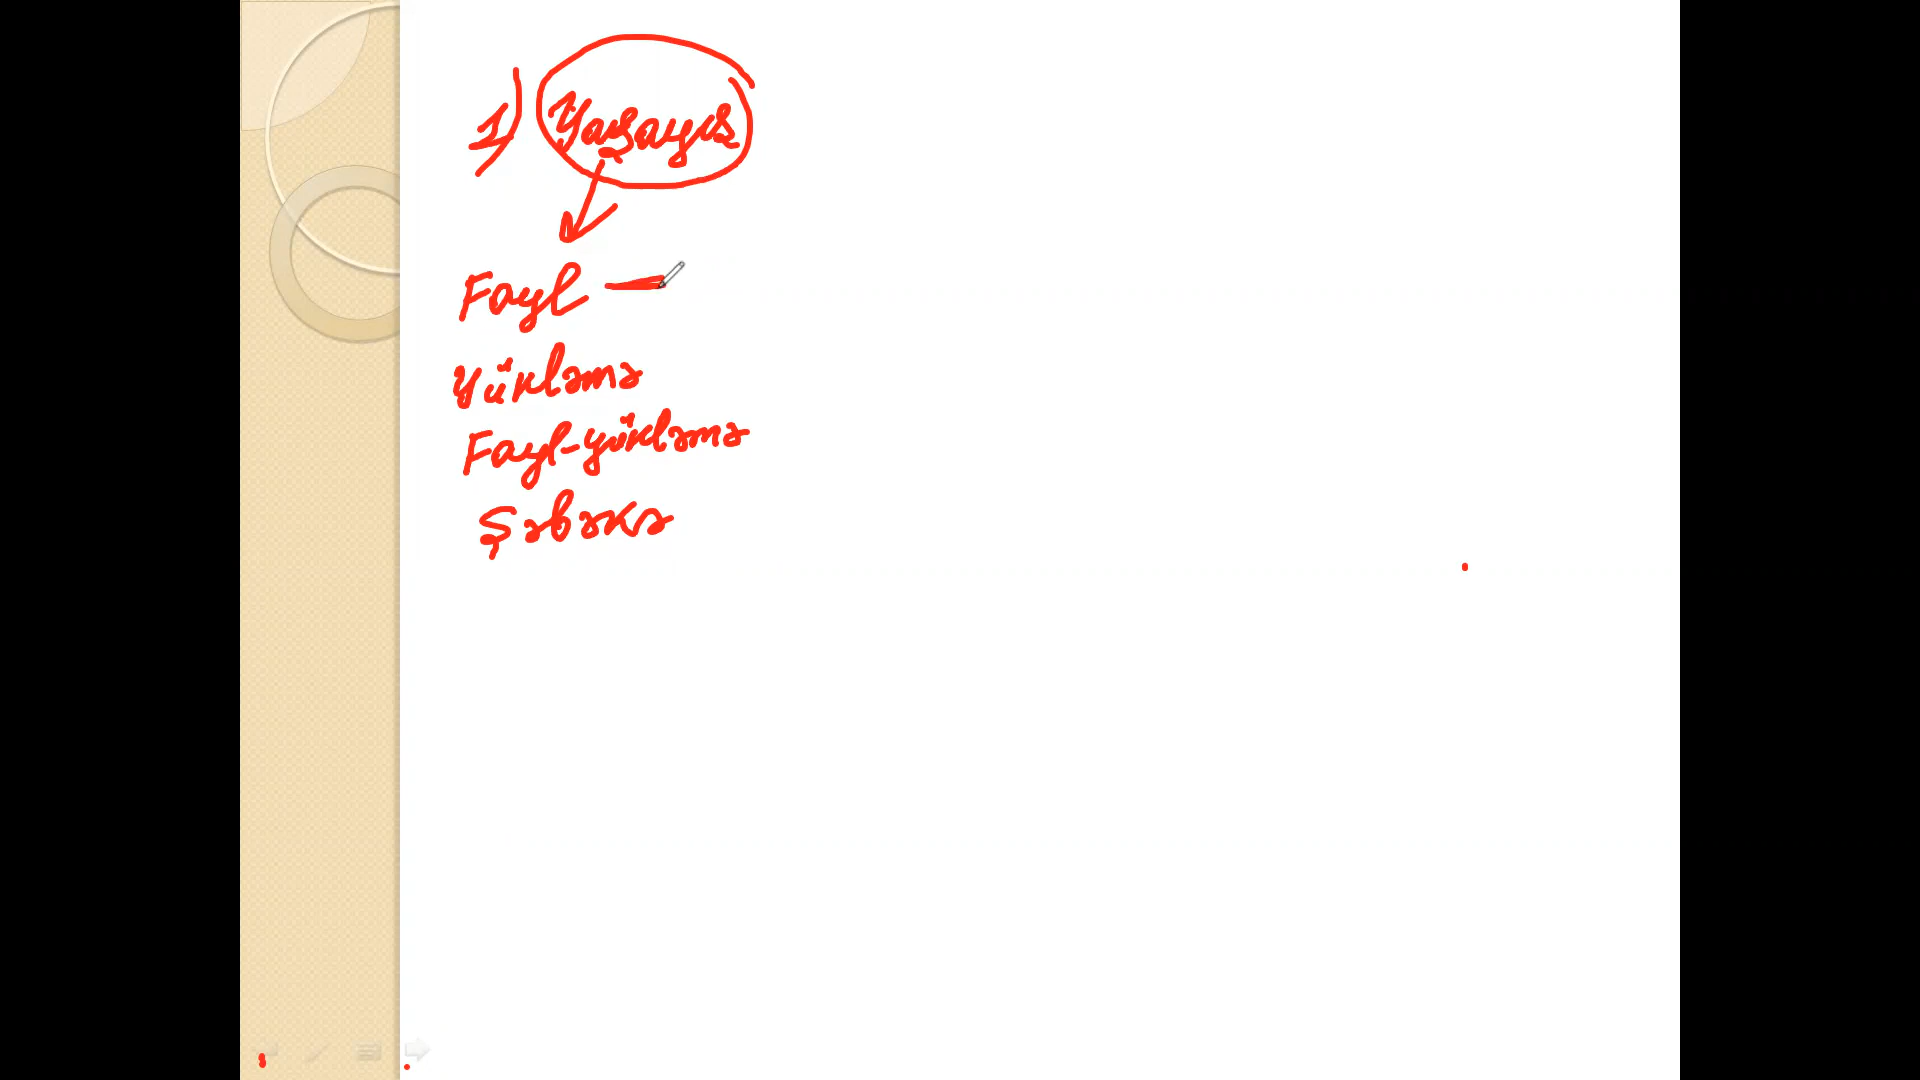 1) Yaşayış
Fayl —
Yükləmə
Fayl-yükləmə
Şəbəkə